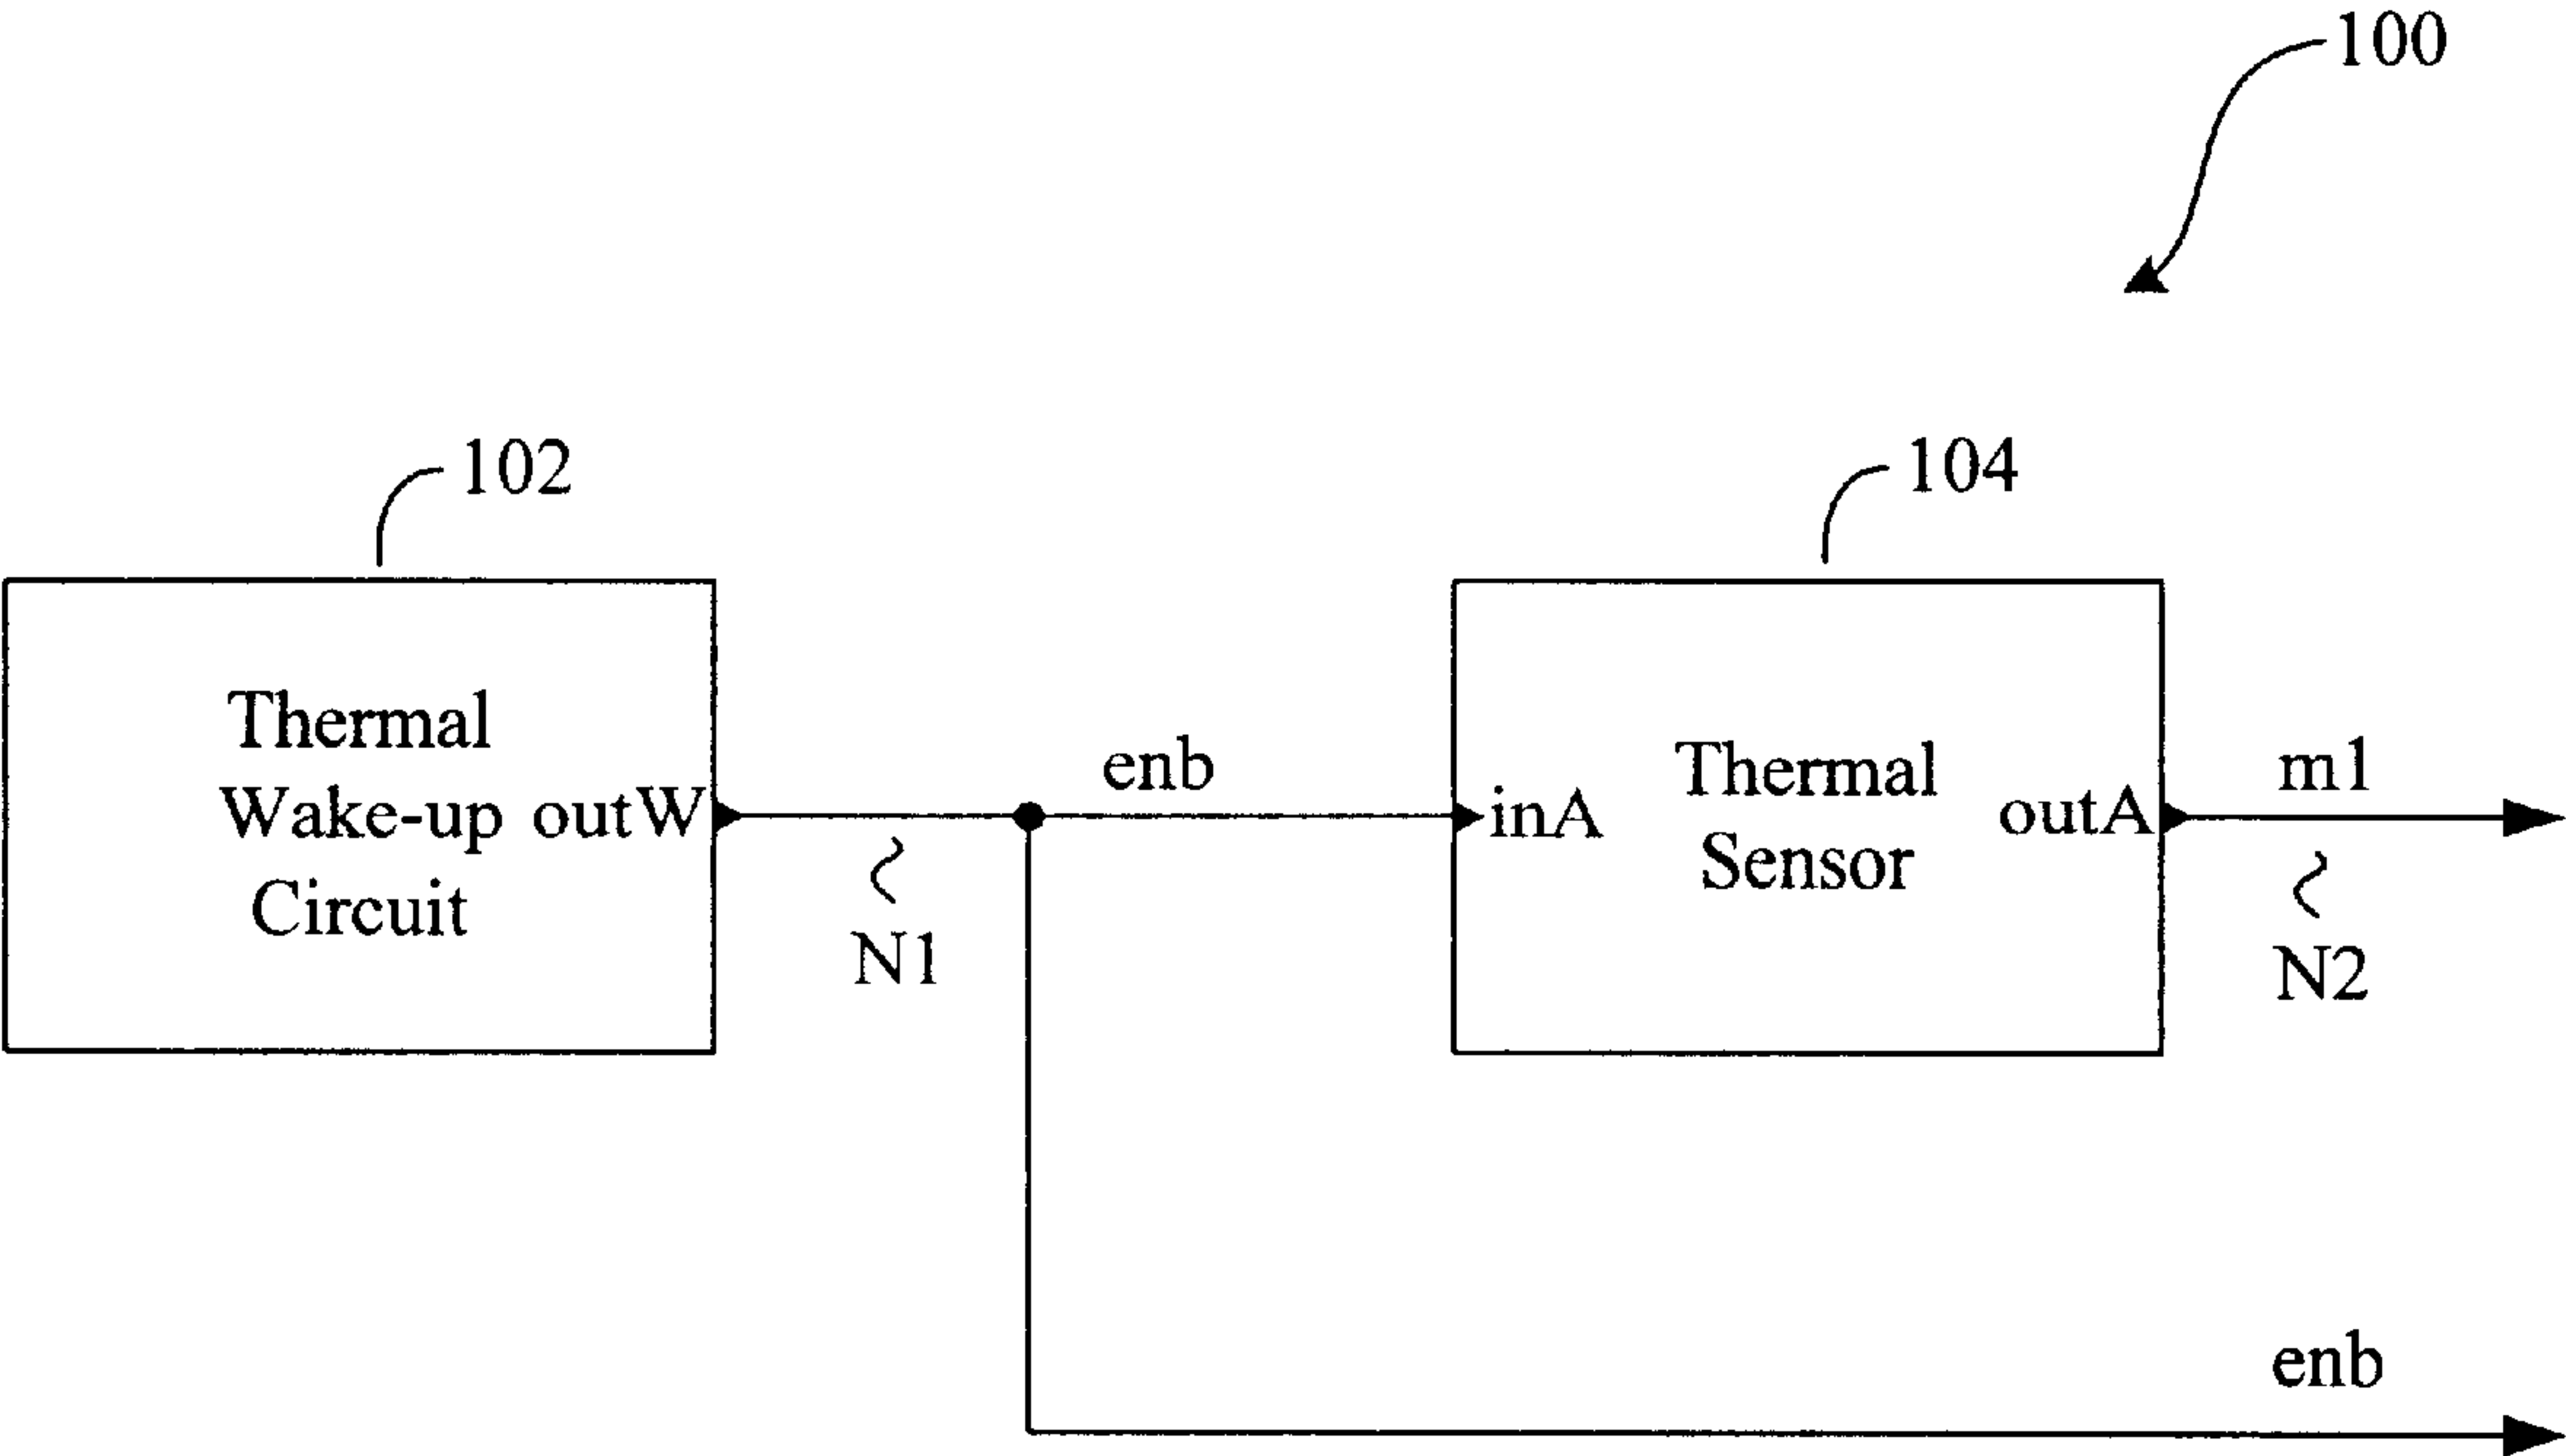 100
102
104
Thermal
Wake-up outW
Circuit
enb
N1
inA
Thermal
Sensor
outA
m1
N2
enb